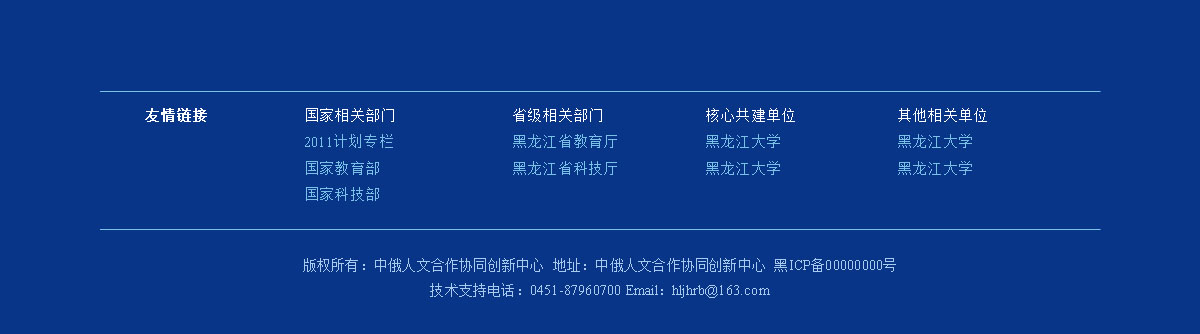 友情链接 国家相关部门 省级相关部门 核心共建单位 其他相关单位
2011计划专栏 黑龙江省教育厅 黑龙江大学 黑龙江大学
国家教育部 黑龙江省科技厅 黑龙江大学 黑龙江大学
国家科技部
版权所有：中俄人文合作协同创新中心 地址：中俄人文合作协同创新中心 黑ICP备00000000号
技术支持电话：0451-87960700 Email：hljhrb@163.com